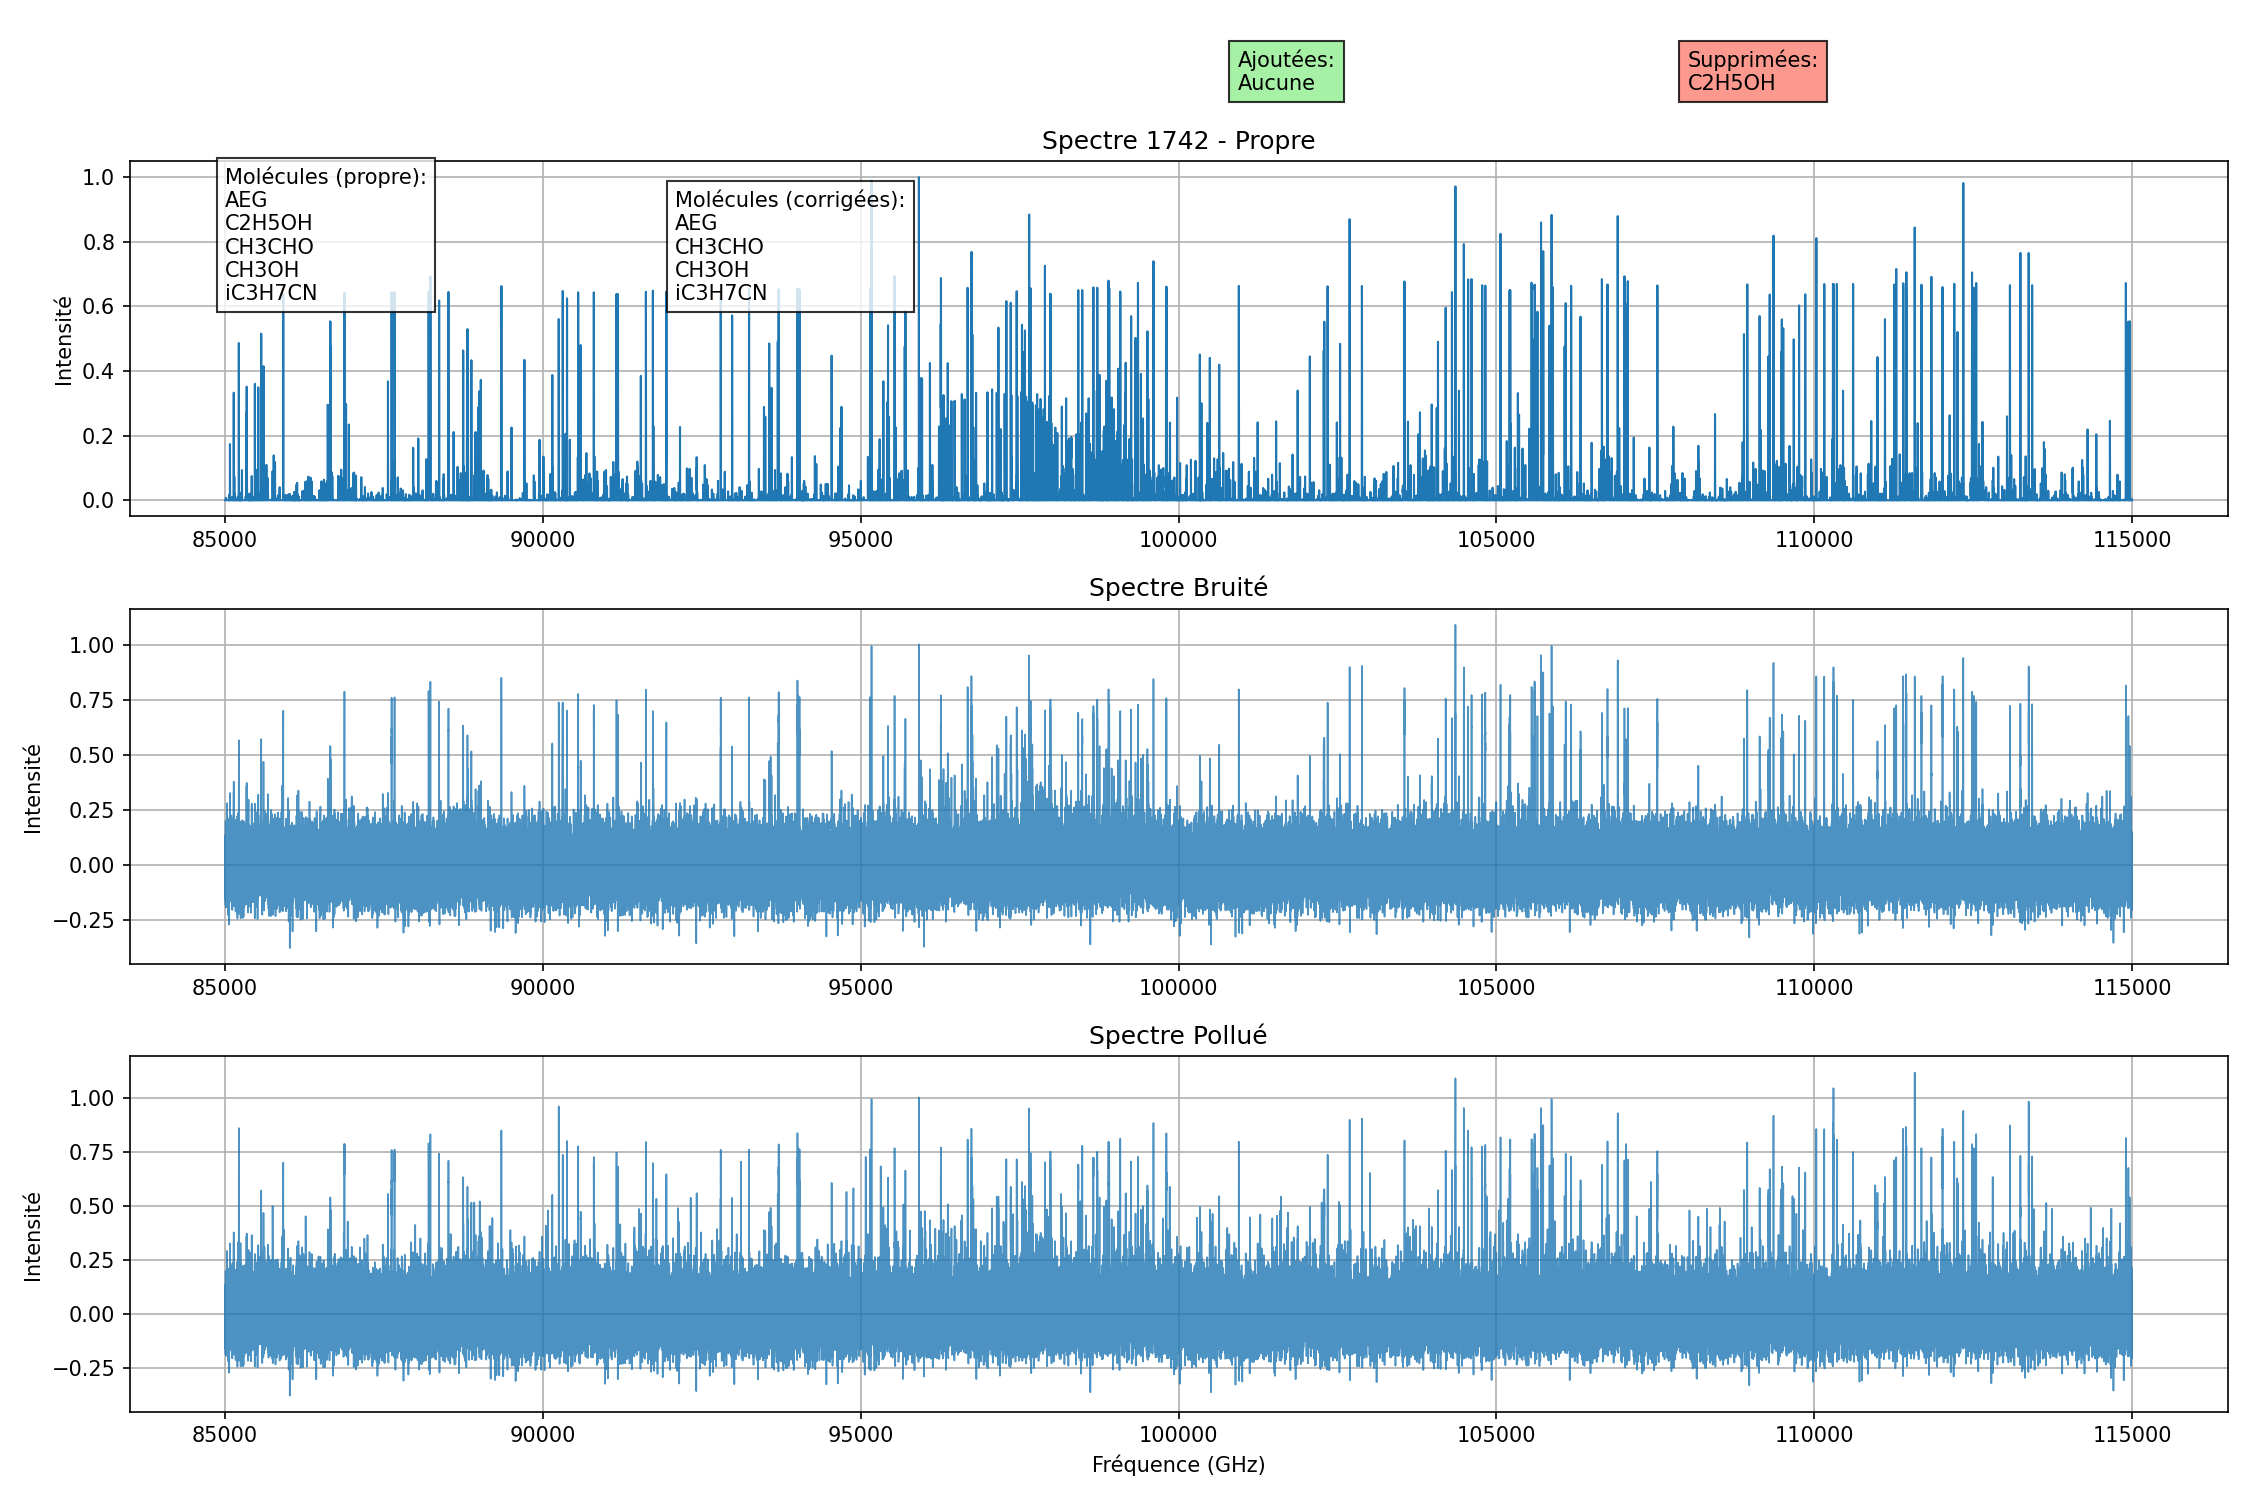 Ajoutées:
Aucune
Supprimées:
C2H5OH
Spectre 1742 - Propre
Molécules (propre):
AEG
C2H5OH
CH3CHO
CH3OH
iC3H7CN
Molécules (corrigées):
AEG
CH3CHO
CH3OH
iC3H7CN
Intensité
1.0
0.8
0.6
0.4
0.2
0.0
85000 90000 95000 100000 105000 110000 115000
Spectre Bruité
Intensité
1.00
0.75
0.50
0.25
0.00
−0.25
85000 90000 95000 100000 105000 110000 115000
Spectre Pollué
Intensité
1.00
0.75
0.50
0.25
0.00
−0.25
85000 90000 95000 100000 105000 110000 115000
Fréquence (GHz)